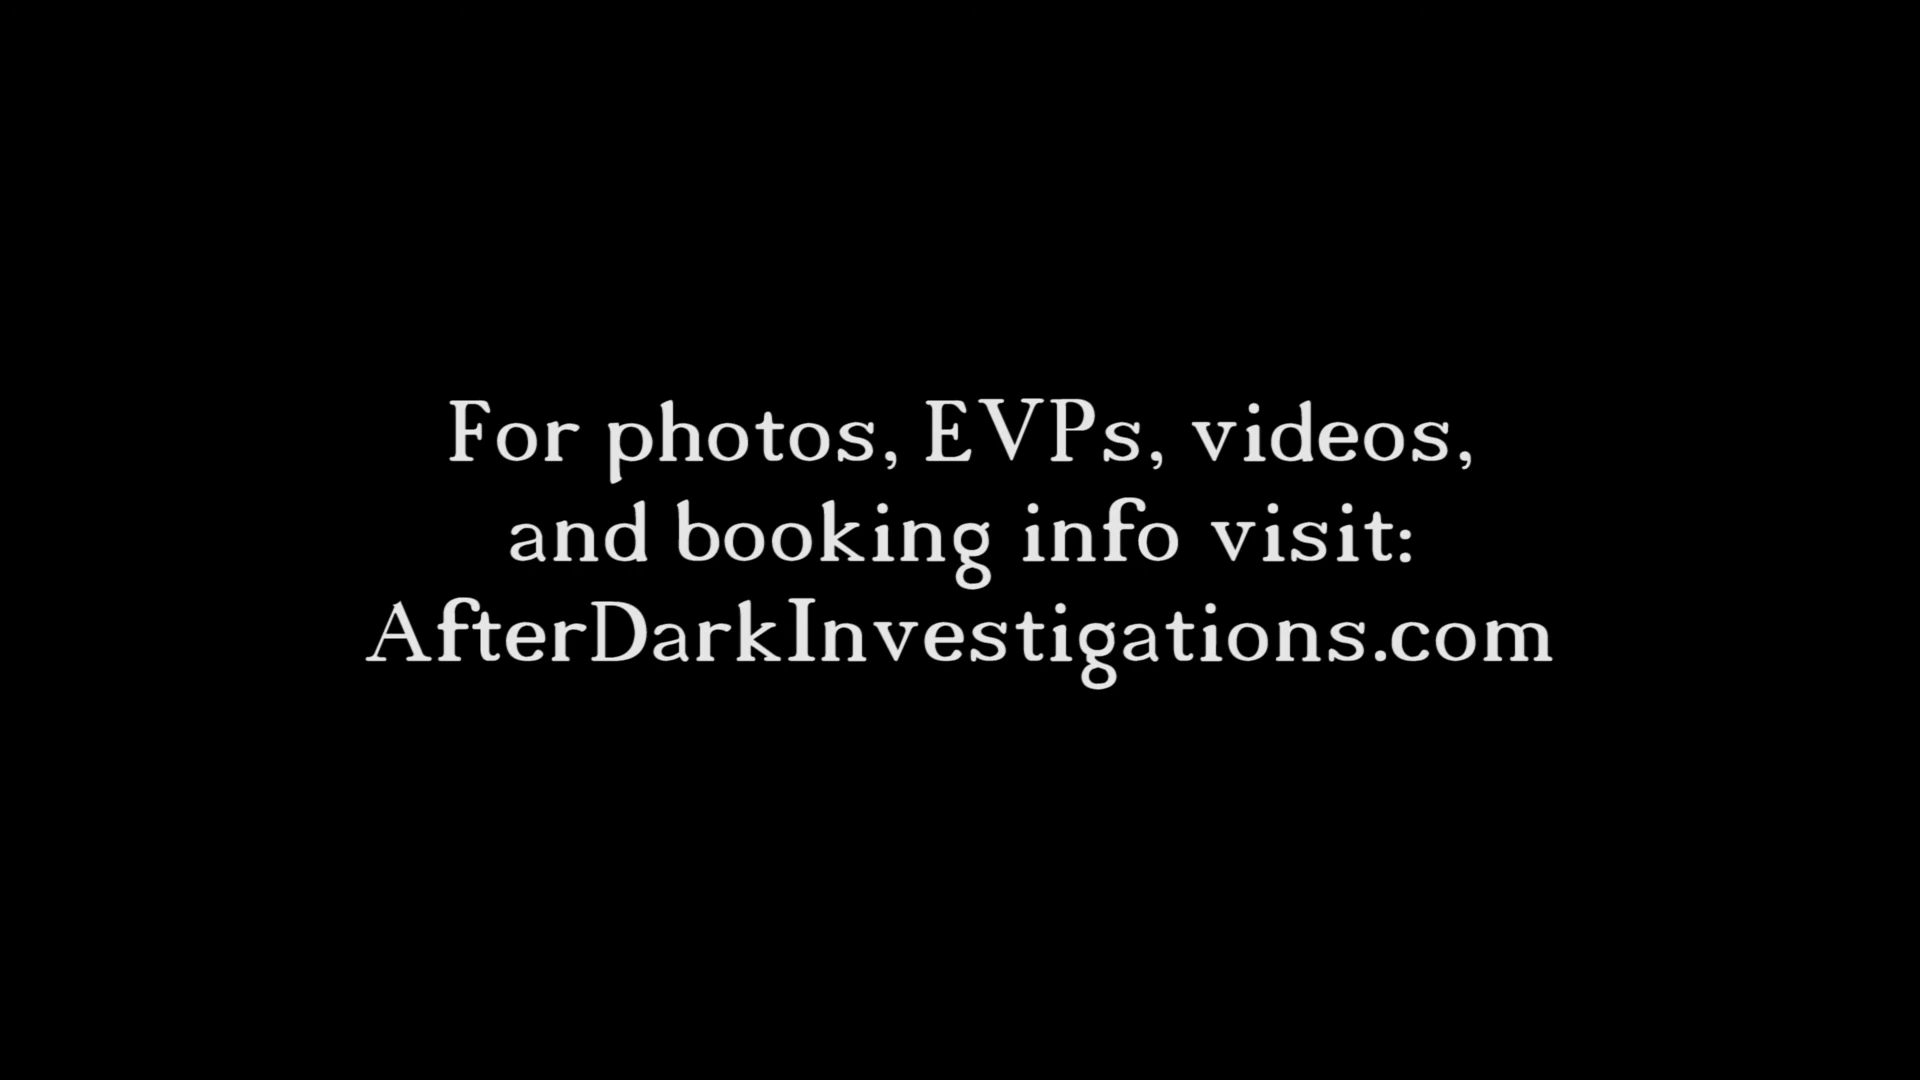 For photos, EVPs, videos,
and booking info visit:
AfterDarkInvestigations.com